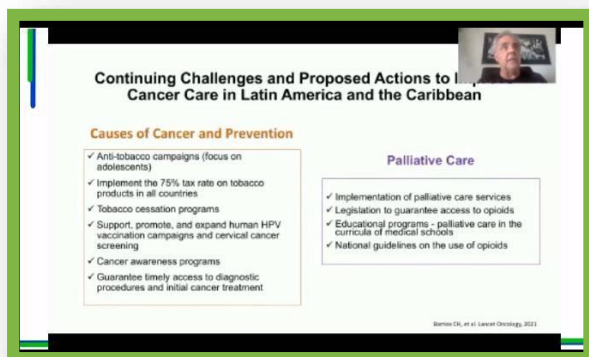 Continuing Challenges and Proposed Actions to
Cancer Care in Latin America and the Caribbean
Causes of Cancer and Prevention
✓ Anti-tobacco campaigns (focus on
adolescents)
✓ Implement the 75% tax rate on tobacco
products in all countries
✓ Tobacco cessation programs
✓ Support, promote, and expand human HPV
vaccination campaigns and cervical cancer
screening
✓ Cancer awareness programs
✓ Guarantee timely access to diagnostic
procedures and initial cancer treatment
Palliative Care
✓ Implementation of palliative care services
✓ Legislation to guarantee access to opioids
✓ Educational programs - palliative care in the
curricula of medical schools
✓ National guidelines on the use of opioids
Barrios CH, et al. Lancet Oncology, 2021